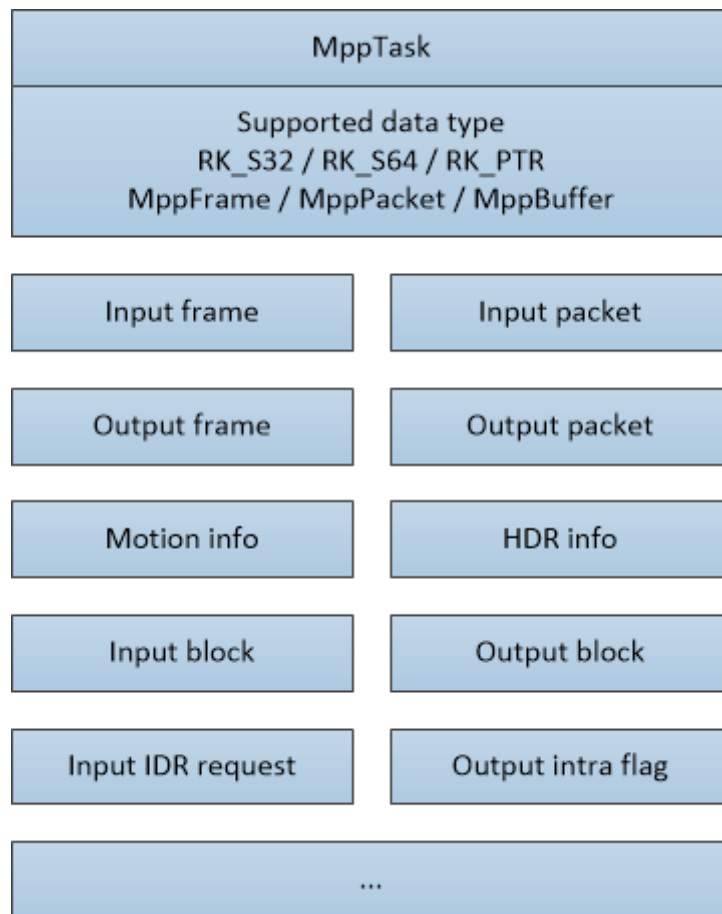 MppTask
Supported data type
RK_S32 / RK_S64 / RK_PTR
MppFrame / MppPacket / MppBuffer
Input frame
Input packet
Output frame
Output packet
Motion info
HDR info
Input block
Output block
Input IDR request
Output intra flag
...